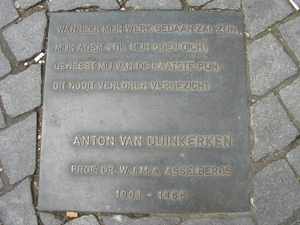 WANNEER MIJN WERK GEDAAN ZAL ZIJN
MIJN ADEM STIL, MIJN OGEN DICHT
GENEEST MIJ VAN DE LAATSTE PIJN
DIT NOOIT VERLOREN VERGEZICHT
ANTON VAN DUINKERKEN
PROF. DR. W.J.M.A. ASSELBERGS
1903 - 1968